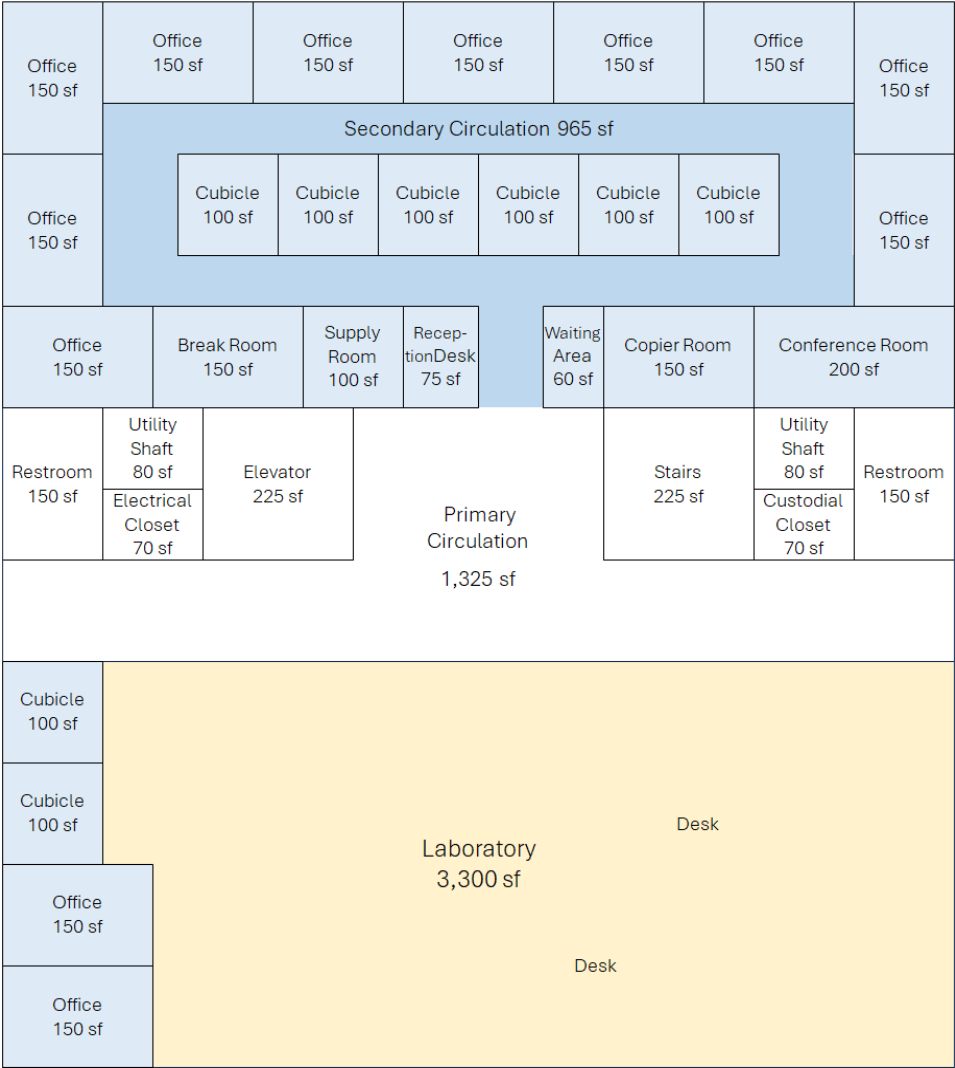 Office
150 sf
Office
150 sf
Office
150 sf
Office
150 sf
Office
150 sf
Office
150 sf
Office
150 sf
Secondary Circulation 965 sf
Office
150 sf
Cubicle
100 sf
Cubicle
100 sf
Cubicle
100 sf
Cubicle
100 sf
Cubicle
100 sf
Cubicle
100 sf
Office
150 sf
Office
150 sf
Break Room
150 sf
Supply
Room
100 sf
Recep-
tionDesk
75 sf
Waiting
Area
60 sf
Copier Room
150 sf
Conference Room
200 sf
Restroom
150 sf
Utility
Shaft
80 sf
Electrical
Closet
70 sf
Elevator
225 sf
Primary
Circulation
1,325 sf
Stairs
225 sf
Utility
Shaft
80 sf
Custodial
Closet
70 sf
Restroom
150 sf
Cubicle
100 sf
Cubicle
100 sf
Office
150 sf
Office
150 sf
Laboratory
3,300 sf
Desk
Desk